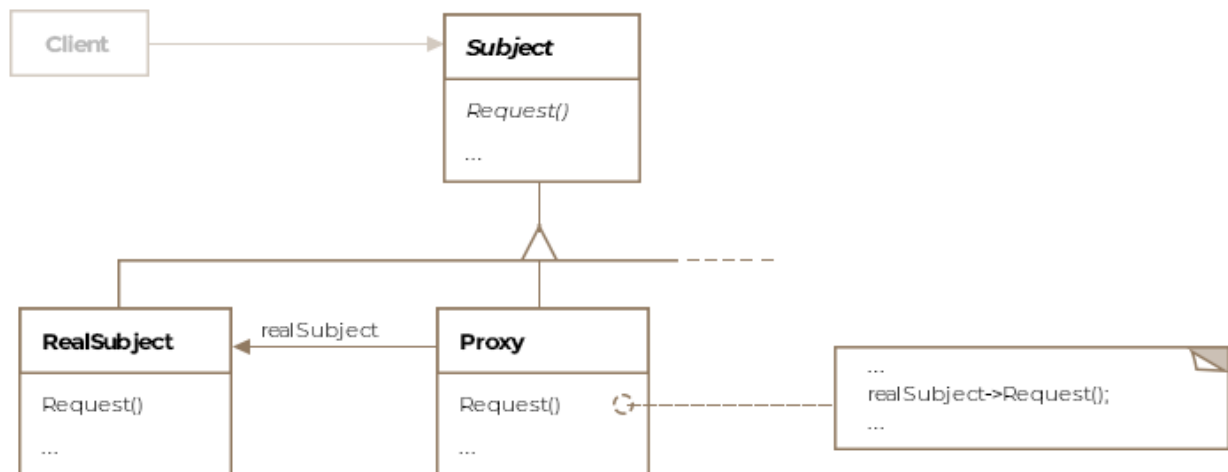 Client
Subject
Request()
...
realSubject
RealSubject
Proxy
...
realSubject->Request();
...
Request()
...
Request()
...